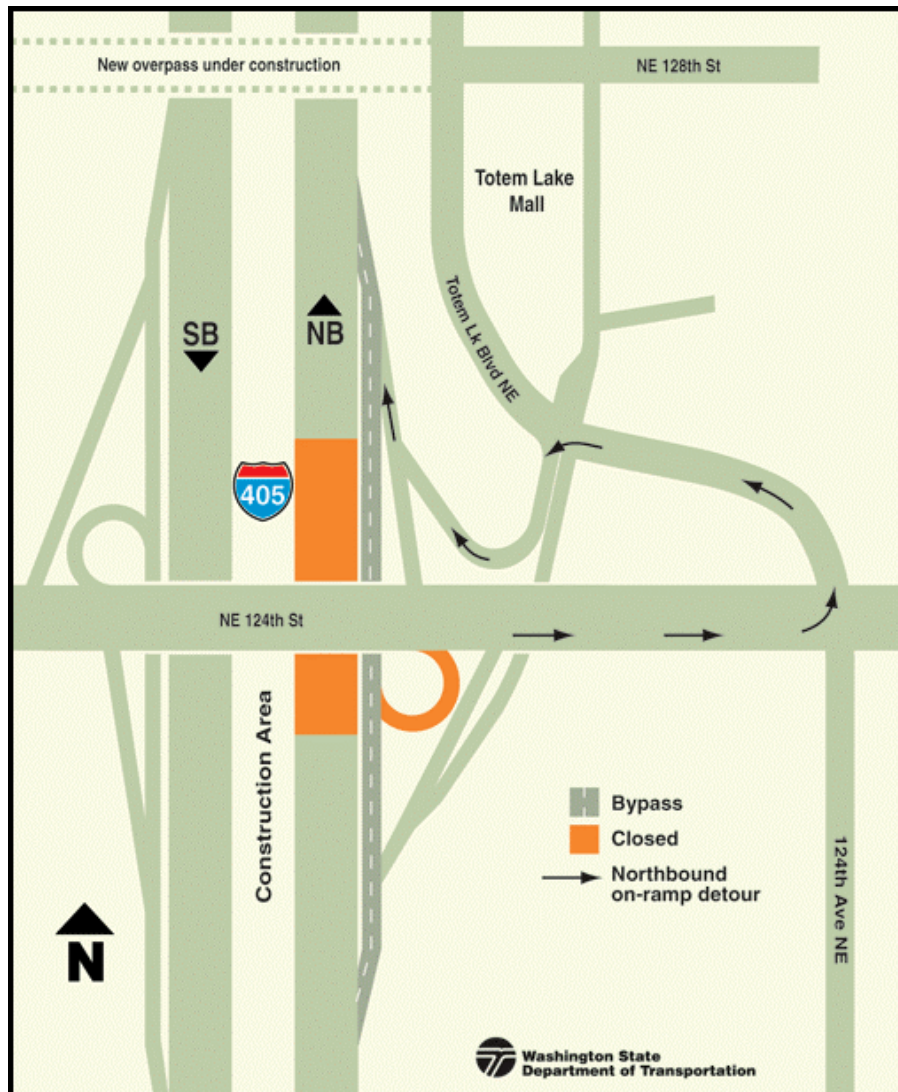 New overpass under construction
NE 128th St
Totem Lake
Mall
Totem Lk Blvd NE
SB
NB
405
NE 124th St
Construction Area
Bypass
Closed
Northbound
on-ramp detour
124th Ave NE
N
Washington State
Department of Transportation